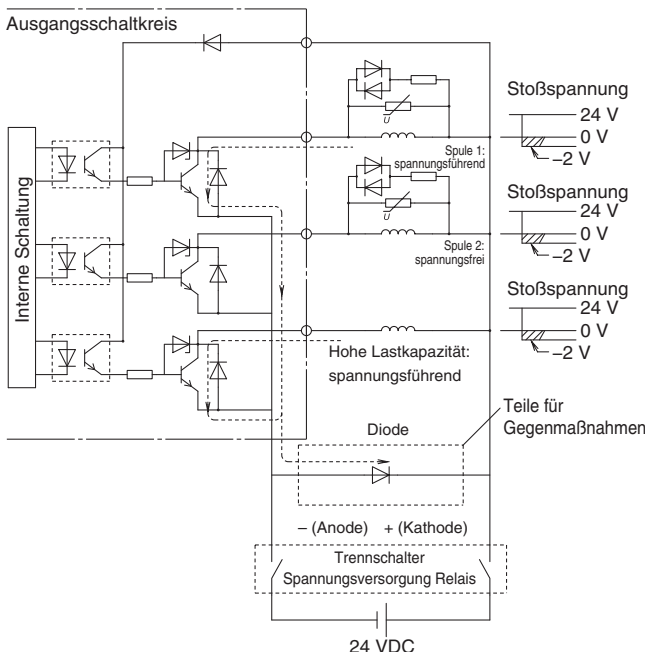 Ausgangsschaltkreis
Interne Schaltung
U
Spule 1:
spannungsführend
Stoßspannung
24 V
0 V
–2 V
U
Spule 2:
spannungsfrei
Stoßspannung
24 V
0 V
–2 V
Stoßspannung
24 V
0 V
–2 V
Hohe Lastkapazität:
spannungsführend
Diode
Teile für
Gegenmaßnahmen
– (Anode) + (Kathode)
Trennschalter
Spannungsversorgung Relais
24 VDC